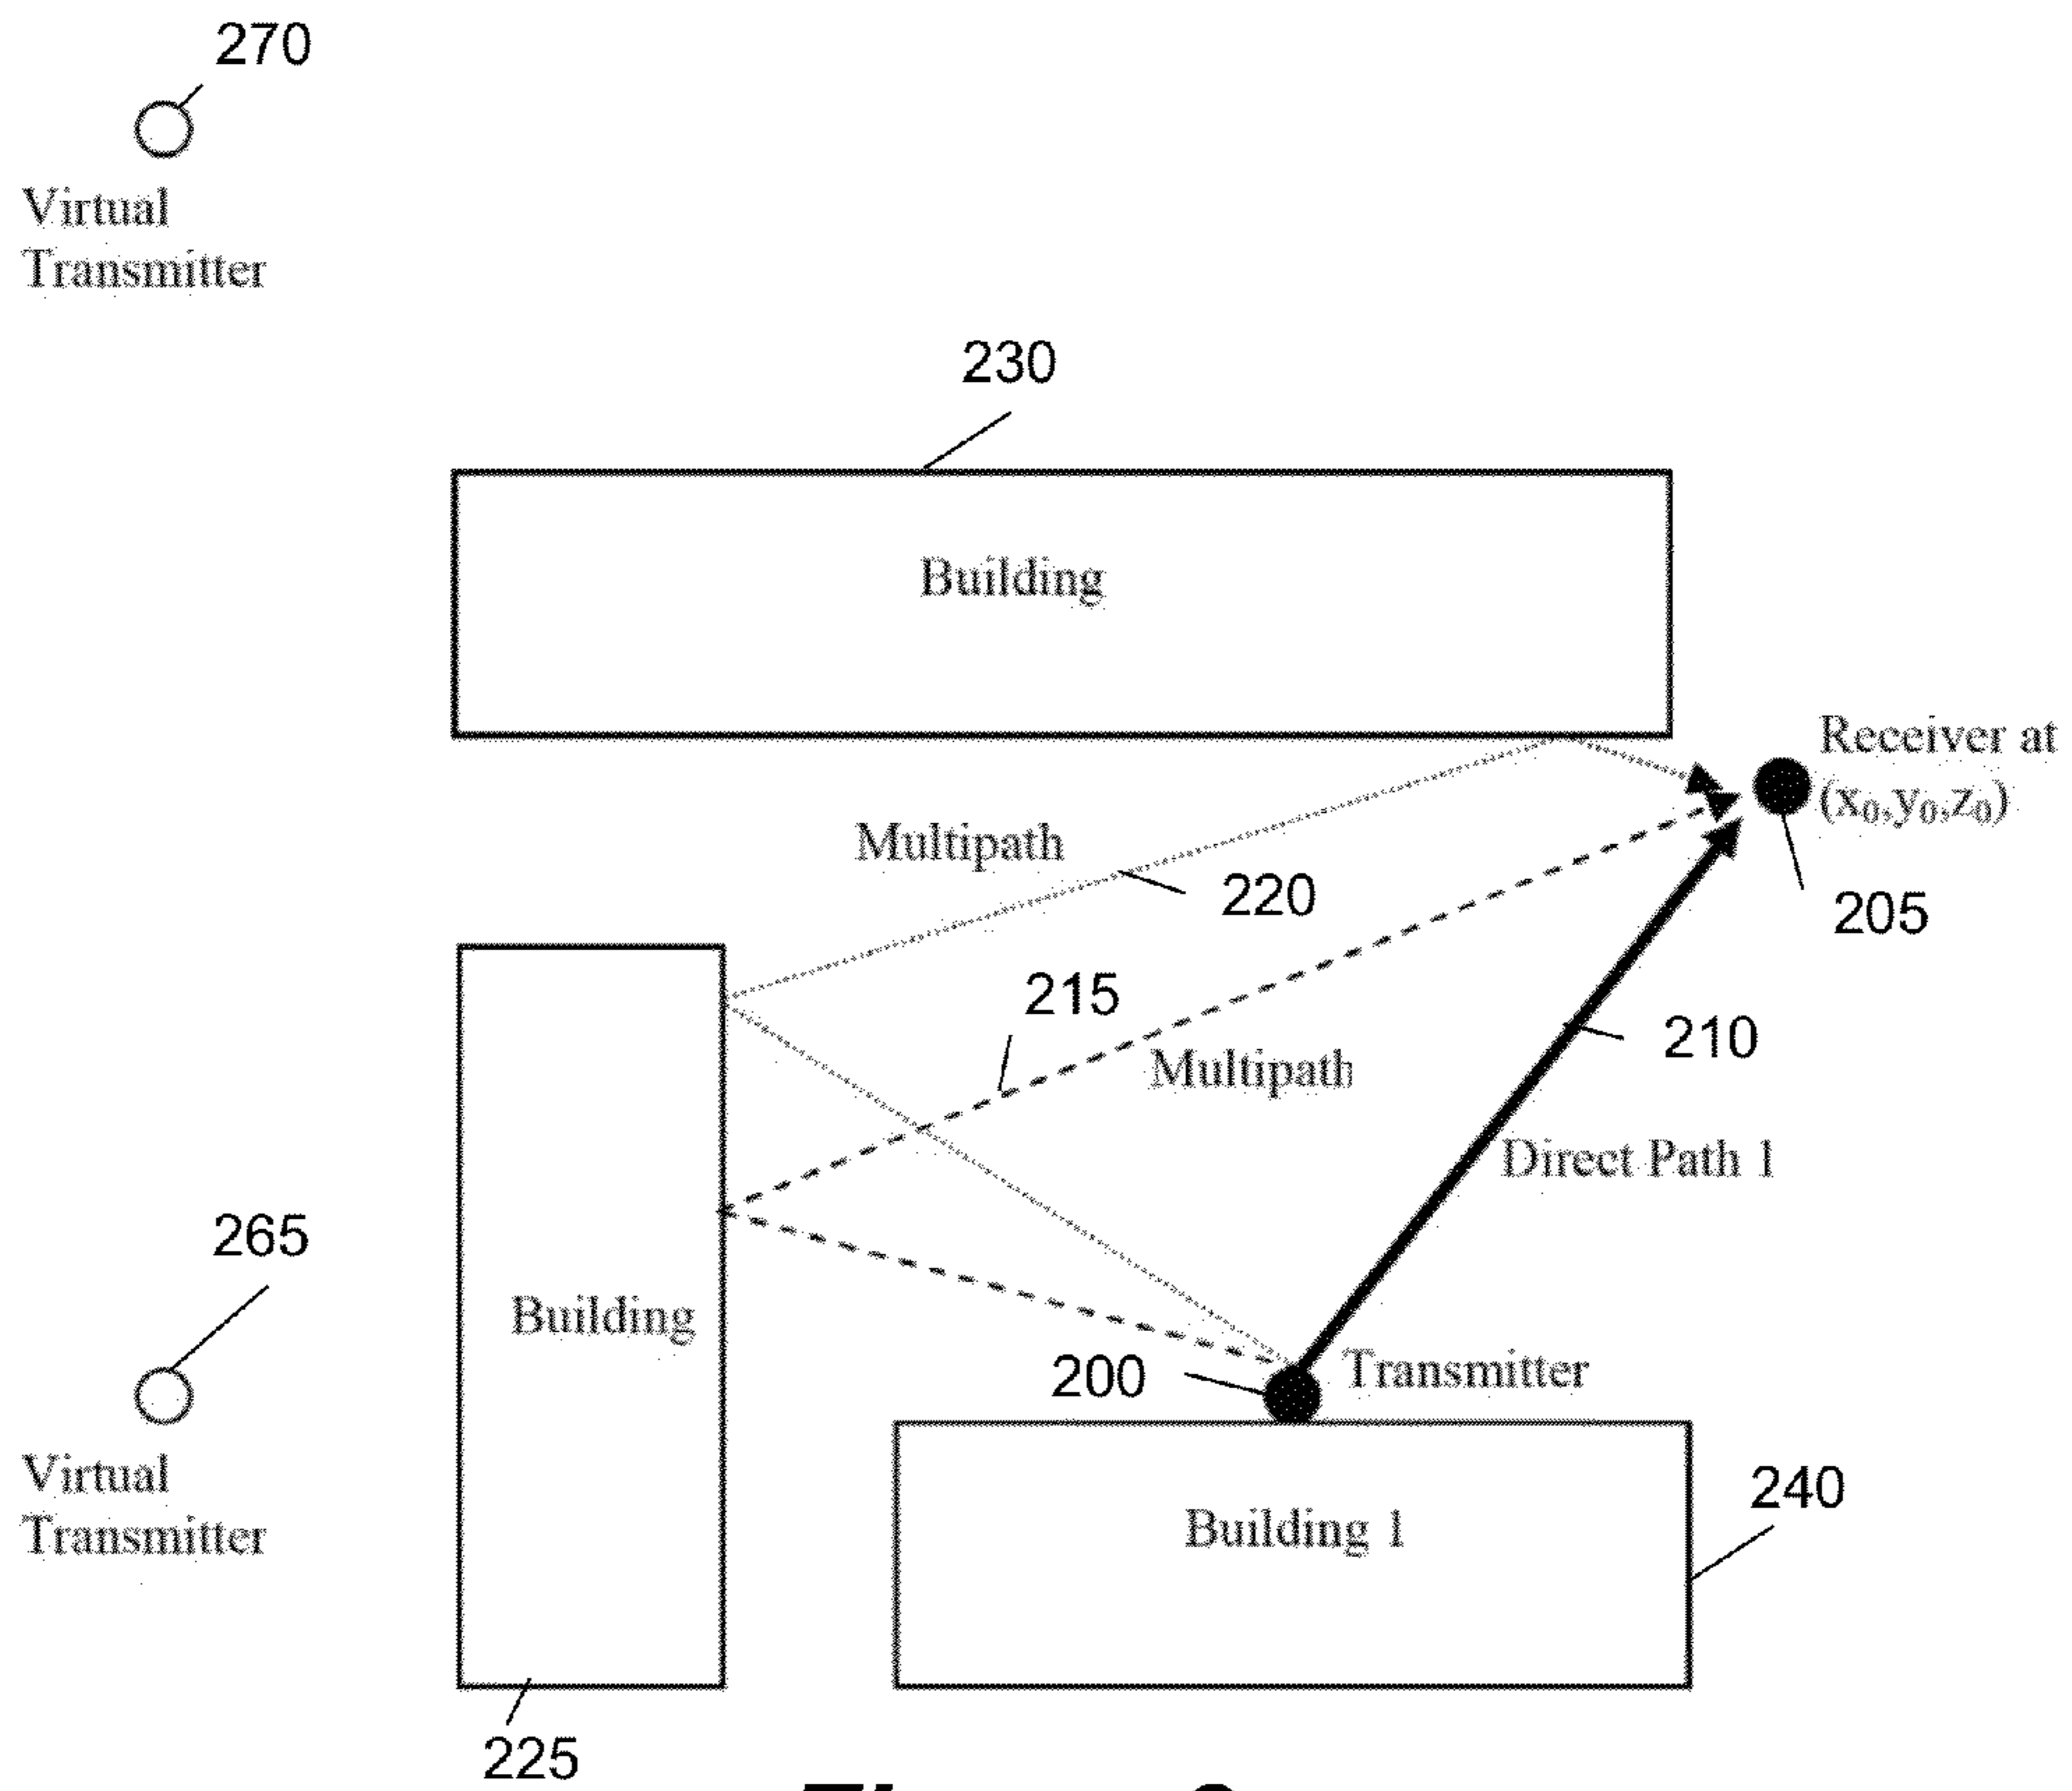 270
Virtual
Transmitter
230
Building
Receiver at
(x₀,y₀,z₀)
Multipath
220
205
215
210
Multipath
Direct Path 1
265
Building
200
Transmitter
Virtual
Transmitter
240
Building 1
225